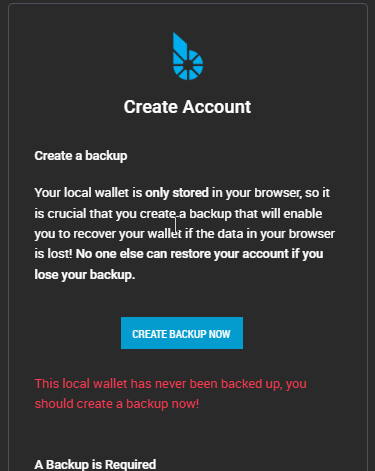 Create Account
Create a backup
Your local wallet is only stored in your browser, so it
is crucial that you create a backup that will enable
you to recover your wallet if the data in your browser
is lost! No one else can restore your account if you
lose your backup.
CREATE BACKUP NOW
This local wallet has never been backed up, you
should create a backup now!
A Backup is Required